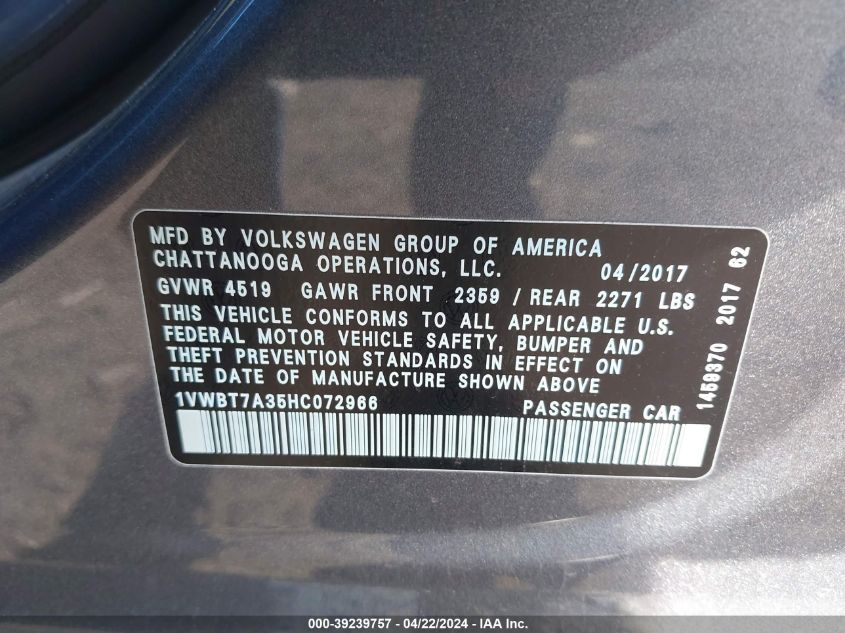 MFD BY VOLKSWAGEN GROUP OF AMERICA
CHATTANOOGA OPERATIONS, LLC. 04/2017
GVWR 4519 GAWR FRONT 2359 / REAR 2271 LBS
THIS VEHICLE CONFORMS TO ALL APPLICABLE U.S.
FEDERAL MOTOR VEHICLE SAFETY, BUMPER AND
THEFT PREVENTION STANDARDS IN EFFECT ON
THE DATE OF MANUFACTURE SHOWN ABOVE
1VWBT7A35HC072966 PASSENGER CAR
1459370 2017 62
000-39239757 - 04/22/2024 - IAA Inc.